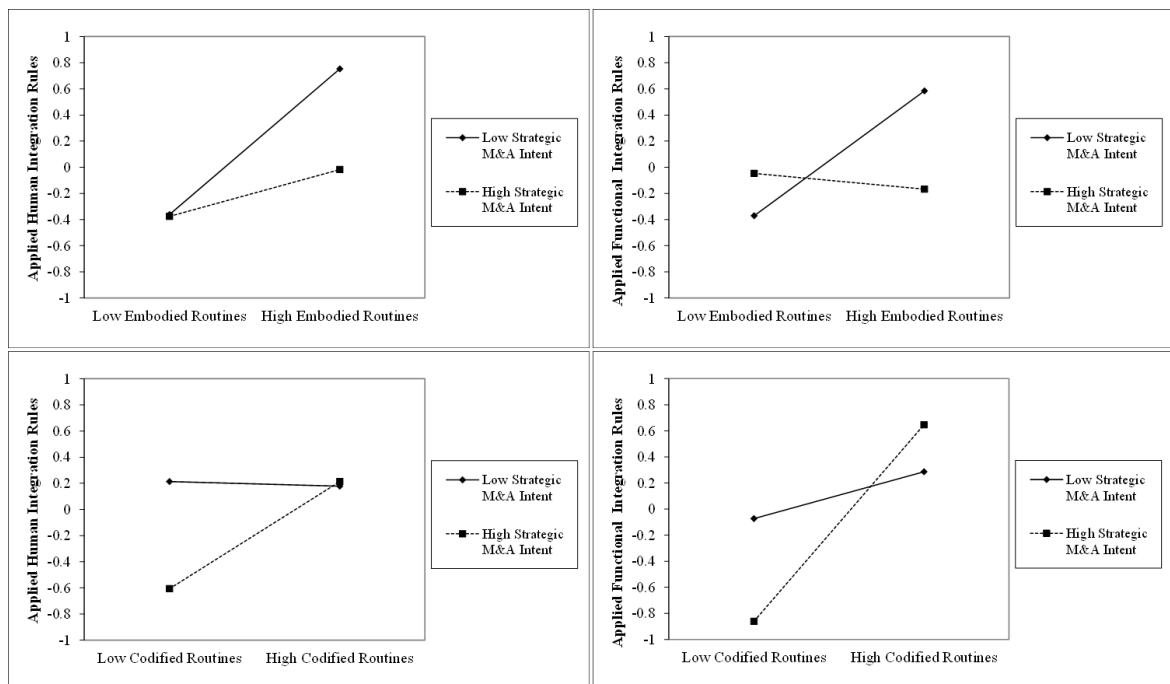 Applied Human Integration Rules
1
0.8
0.6
0.4
0.2
0
-0.2
-0.4
-0.6
-0.8
-1
Low Embodied Routines
High Embodied Routines
Low Strategic
M&A Intent
High Strategic
M&A Intent
Applied Functional Integration Rules
1
0.8
0.6
0.4
0.2
0
-0.2
-0.4
-0.6
-0.8
-1
Low Embodied Routines
High Embodied Routines
Low Strategic
M&A Intent
High Strategic
M&A Intent
Applied Human Integration Rules
1
0.8
0.6
0.4
0.2
0
-0.2
-0.4
-0.6
-0.8
-1
Low Codified Routines
High Codified Routines
Low Strategic
M&A Intent
High Strategic
M&A Intent
Applied Functional Integration Rules
1
0.8
0.6
0.4
0.2
0
-0.2
-0.4
-0.6
-0.8
-1
Low Codified Routines
High Codified Routines
Low Strategic
M&A Intent
High Strategic
M&A Intent